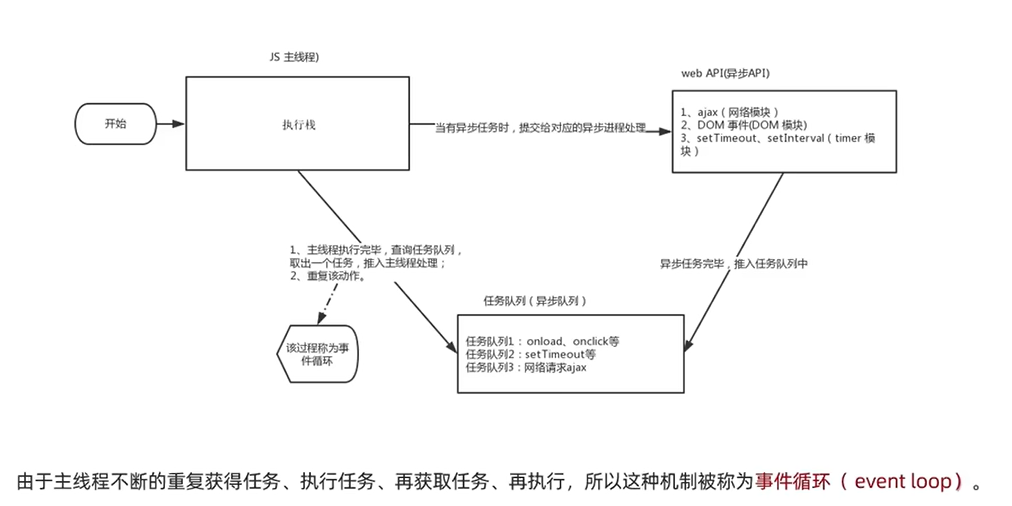 JS 主线程)
web API(异步API)
开始
执行栈
当有异步任务时，提交给对应的异步进程处理
1、ajax（网络模块）
2、DOM 事件(DOM 模块)
3、setTimeout、setInterval（timer 模
块）
1、主线程执行完毕，查询任务队列，
取出一个任务，推入主线程处理；
2、重复该动作。
异步任务完毕，推入任务队列中
该过程称为事
件循环
任务队列（异步队列）
任务队列1：onload、onclick等
任务队列2：setTimeout等
任务队列3：网络请求ajax
由于主线程不断的重复获得任务、执行任务、再获取任务、再执行，所以这种机制被称为事件循环（ event loop）。